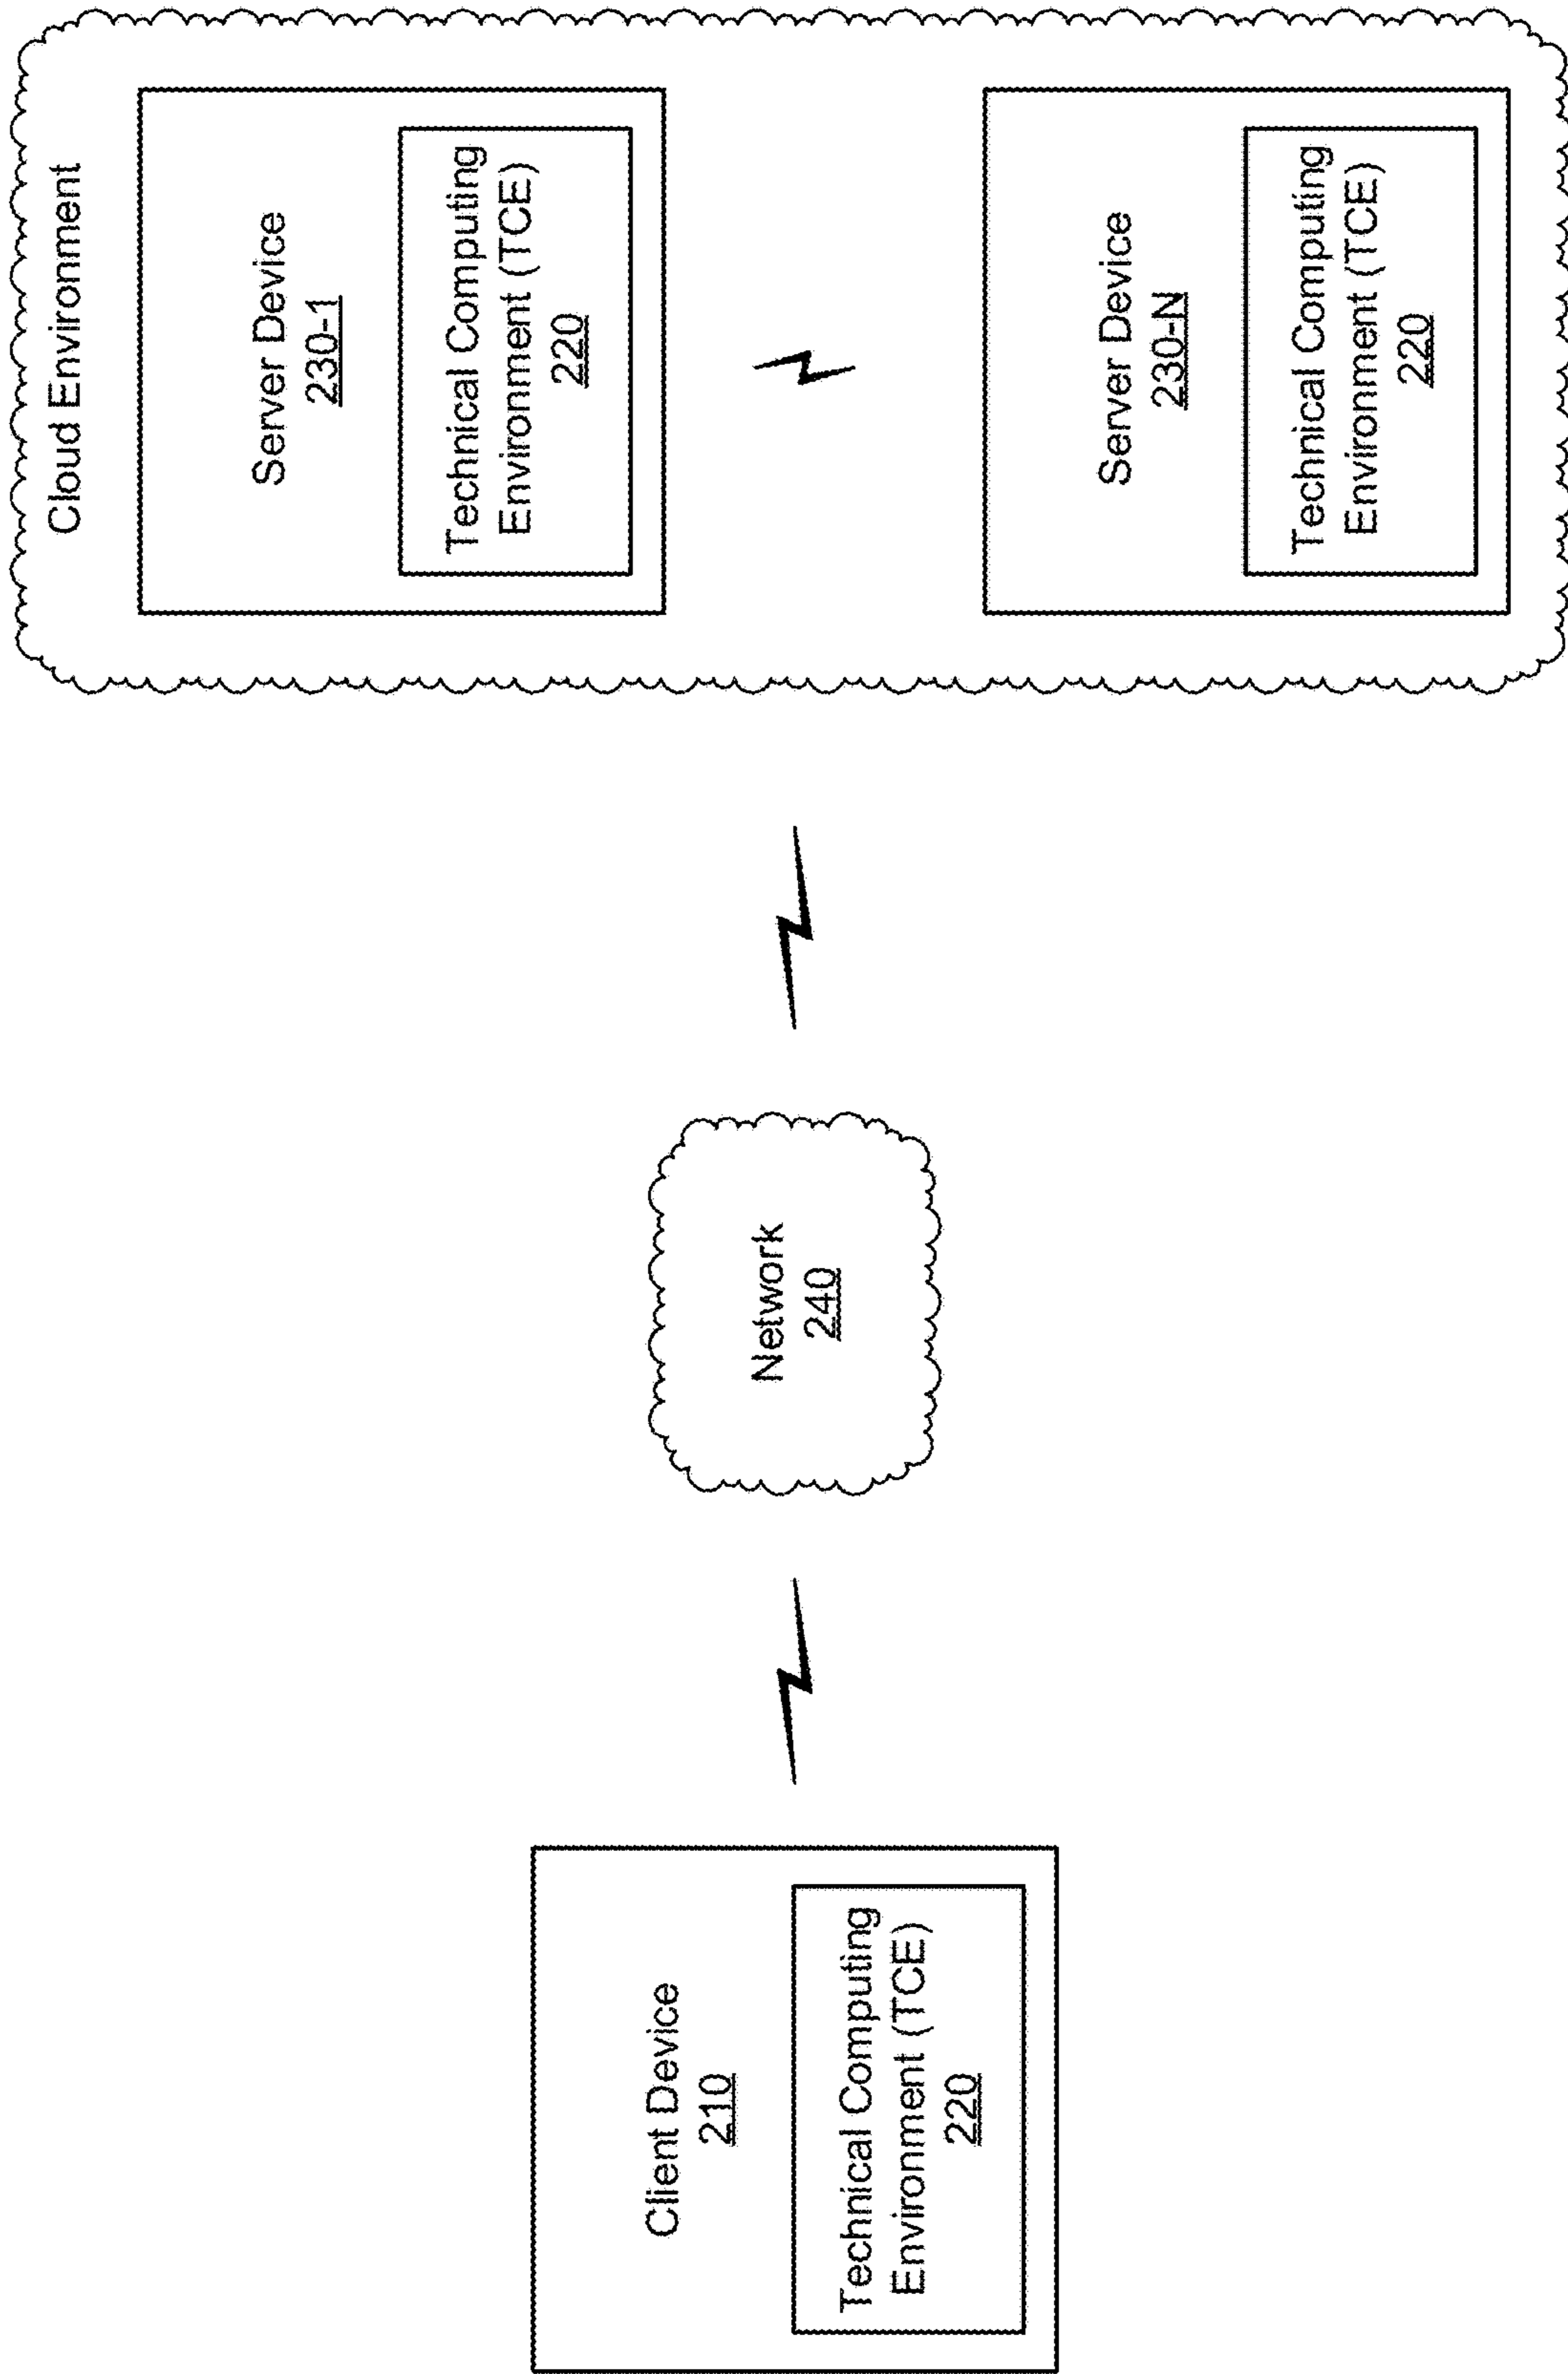 Client Device
210
Technical Computing
Environment (TCE)
220
Network
240
Cloud Environment
Server Device
230-1
Technical Computing
Environment (TCE)
220
Server Device
230-N
Technical Computing
Environment (TCE)
220